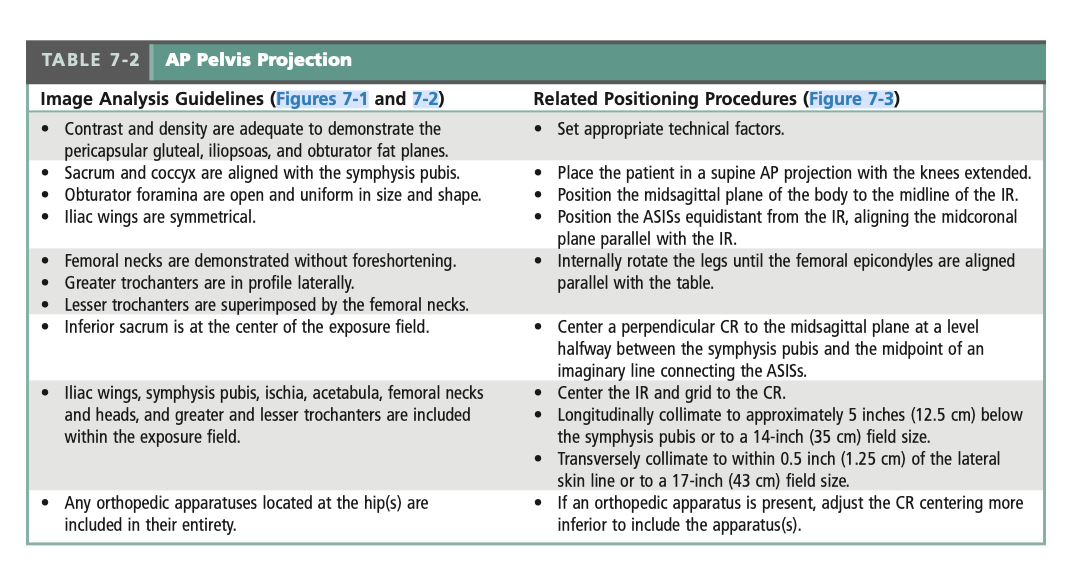 TABLE 7-2 AP Pelvis Projection
Image Analysis Guidelines (Figures 7-1 and 7-2) Related Positioning Procedures (Figure 7-3)
• Contrast and density are adequate to demonstrate the
pericapsular gluteal, iliopsoas, and obturator fat planes.
• Set appropriate technical factors.
• Sacrum and coccyx are aligned with the symphysis pubis.
• Obturator foramina are open and uniform in size and shape.
• Iliac wings are symmetrical.
• Place the patient in a supine AP projection with the knees extended.
• Position the midsagittal plane of the body to the midline of the IR.
• Position the ASISs equidistant from the IR, aligning the midcoronal
plane parallel with the IR.
• Femoral necks are demonstrated without foreshortening.
• Greater trochanters are in profile laterally.
• Lesser trochanters are superimposed by the femoral necks.
• Internally rotate the legs until the femoral epicondyles are aligned
parallel with the table.
• Inferior sacrum is at the center of the exposure field.
• Center a perpendicular CR to the midsagittal plane at a level
halfway between the symphysis pubis and the midpoint of an
imaginary line connecting the ASISs.
• Iliac wings, symphysis pubis, ischia, acetabula, femoral necks
and heads, and greater and lesser trochanters are included
within the exposure field.
• Center the IR and grid to the CR.
• Longitudinally collimate to approximately 5 inches (12.5 cm) below
the symphysis pubis or to a 14-inch (35 cm) field size.
• Transversely collimate to within 0.5 inch (1.25 cm) of the lateral
skin line or to a 17-inch (43 cm) field size.
• Any orthopedic apparatuses located at the hip(s) are
included in their entirety.
• If an orthopedic apparatus is present, adjust the CR centering more
inferior to include the apparatus(s).